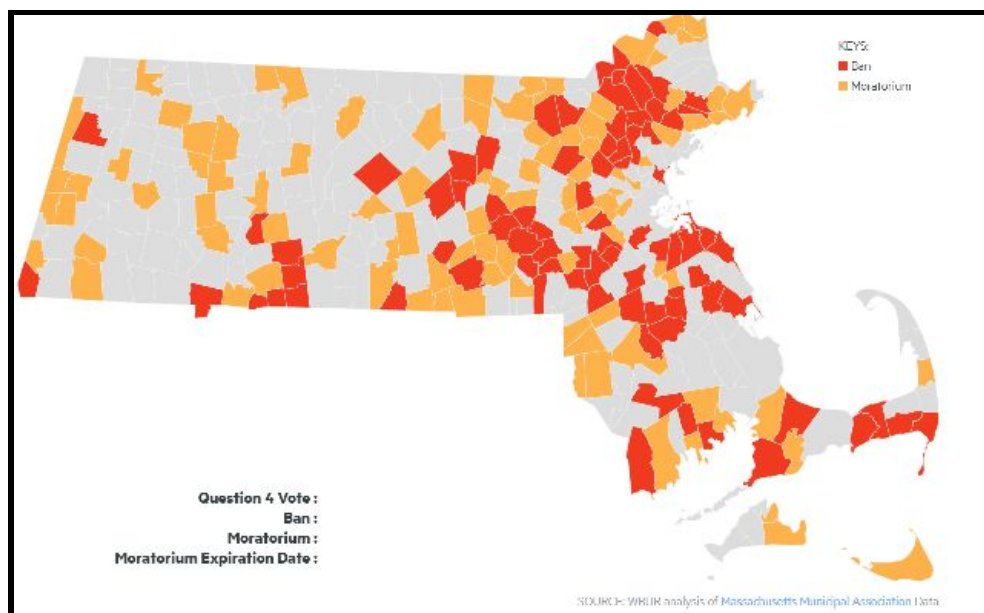 KEYS:
Ban
Moratorium
Question 4 Vote :
Ban :
Moratorium :
Moratorium Expiration Date :
SOURCE: WBUR analysis of Massachusetts Municipal Association Data